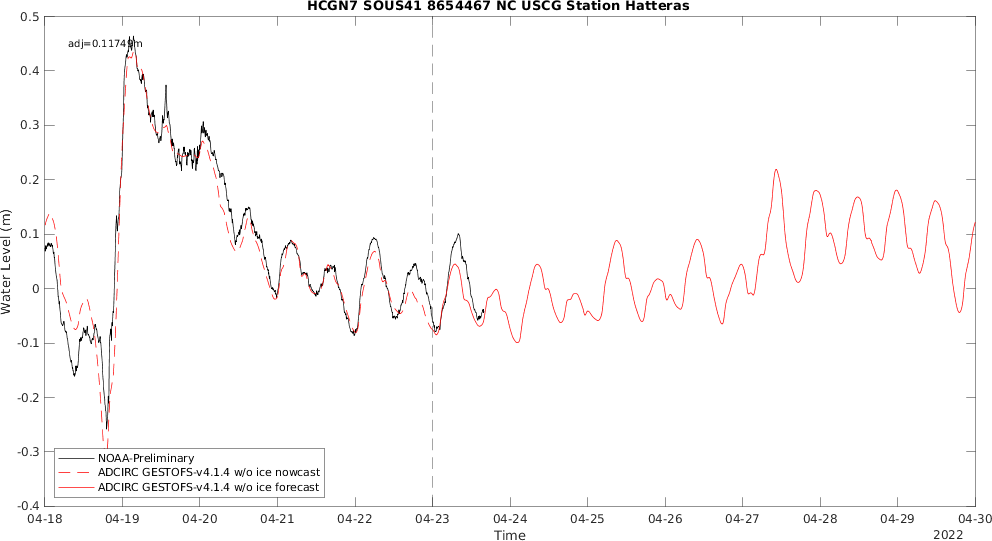 HCGN7 SOUS41 8654467 NC USCG Station Hatteras
adj=0.11749m
0.5
0.4
0.3
0.2
0.1
0
-0.1
-0.2
-0.3
-0.4
Water Level (m)
NOAA-Preliminary
ADCIRC GESTOFS-v4.1.4 w/o ice nowcast
ADCIRC GESTOFS-v4.1.4 w/o ice forecast
04-18 04-19 04-20 04-21 04-22 04-23 04-24 04-25 04-26 04-27 04-28 04-29 04-30
Time
2022